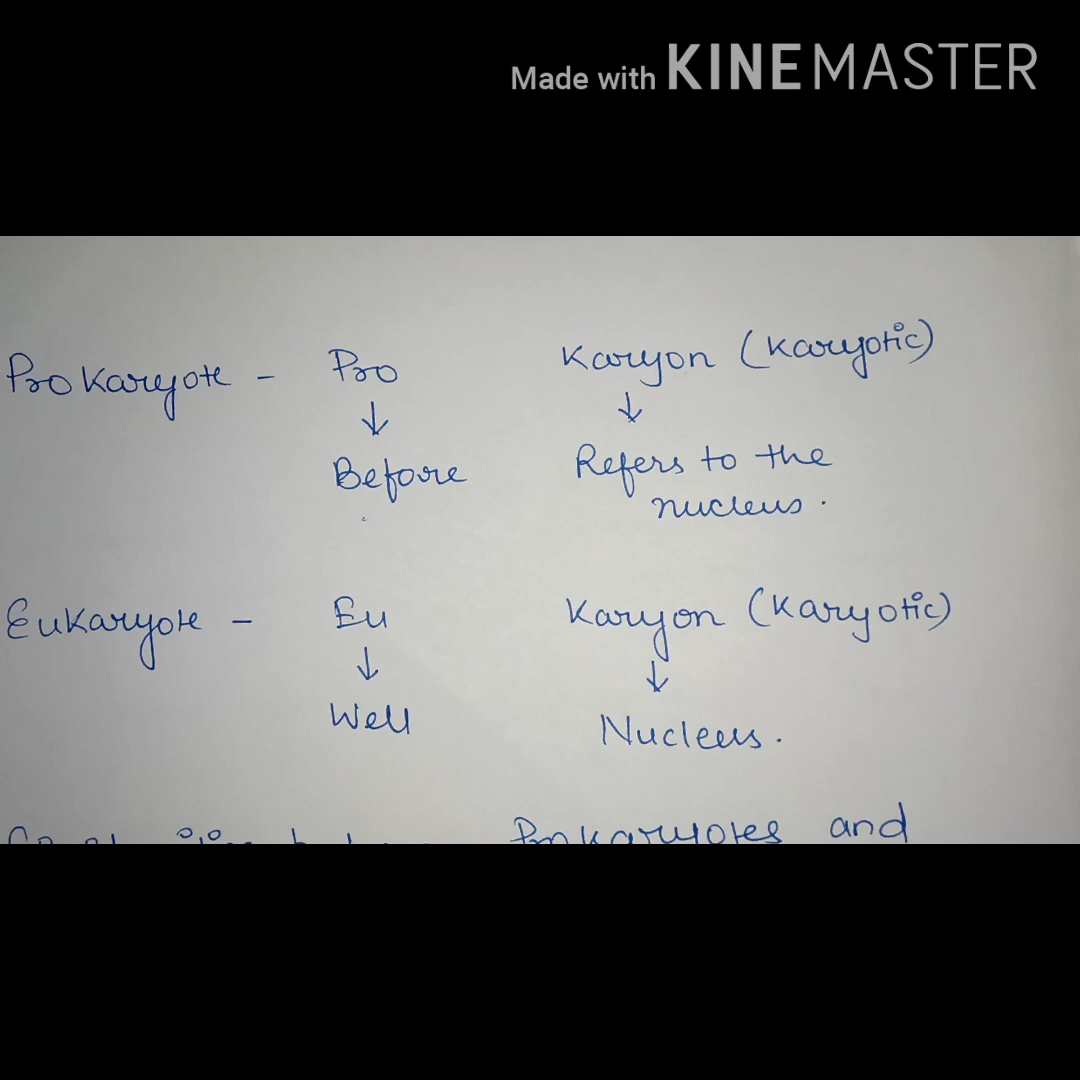 Made with KINEMASTER
Prokaryote - Pro Karyon (Karyotic)
↓ ↓
Before Refers to the
nucleus.
Eukaryote - Eu Karyon (Karyotic)
↓ ↓
Well Nucleus.
Prokaryotes and